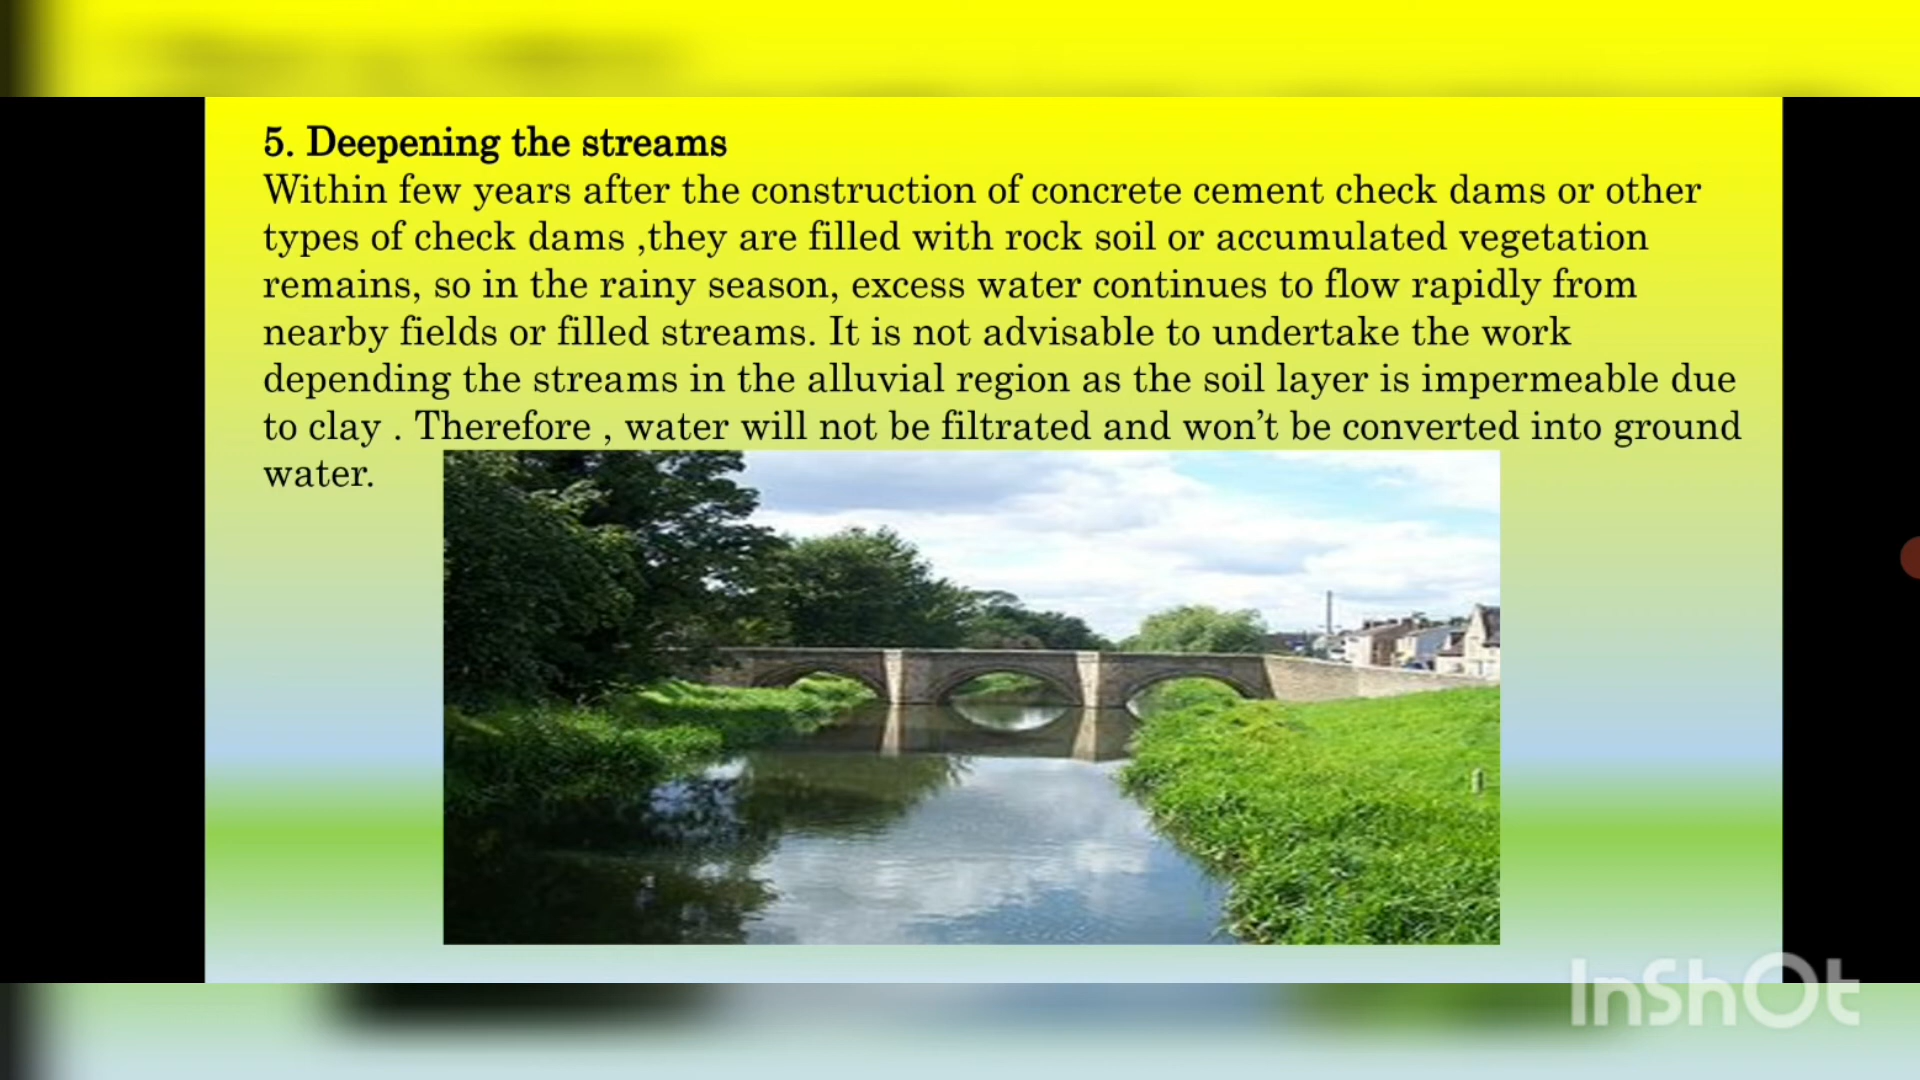 5. Deepening the streams
Within few years after the construction of concrete cement check dams or other
types of check dams ,they are filled with rock soil or accumulated vegetation
remains, so in the rainy season, excess water continues to flow rapidly from
nearby fields or filled streams. It is not advisable to undertake the work
depending the streams in the alluvial region as the soil layer is impermeable due
to clay . Therefore , water will not be filtrated and won’t be converted into ground
water.
InShOt